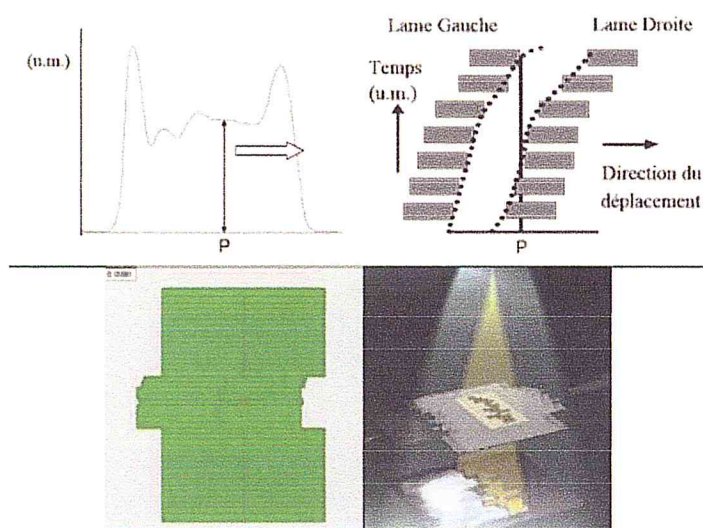 (u.m.)
P
Lame Gauche
Lame Droite
Temps
(u.m.)
Direction du
déplacement
P